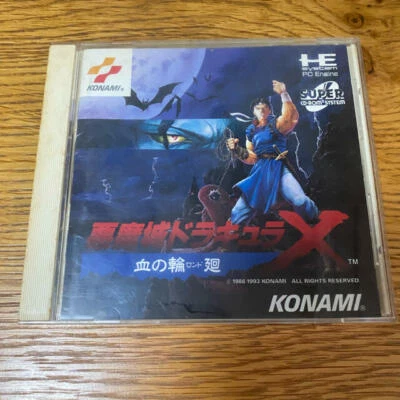 KONAMI®
HE
system
PC Engine
SUPER
CD-ROM² SYSTEM
悪魔城ドラキュラX
™
血の輪廻
ロンド
© 1986 1993 KONAMI ALL RIGHTS RESERVED.
KONAMI®